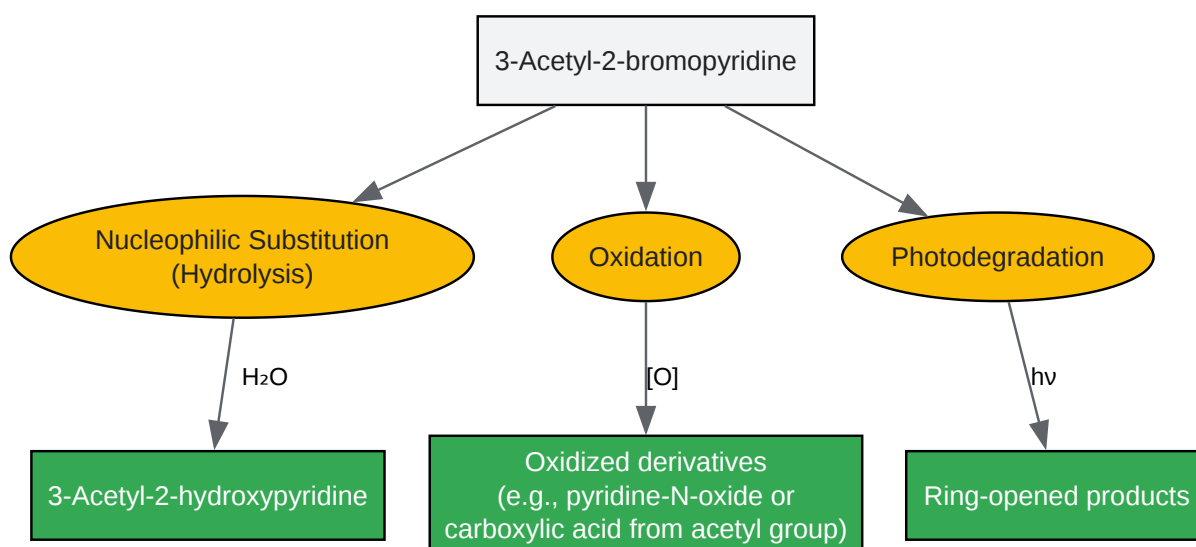 3-Acetyl-2-bromopyridine
Nucleophilic Substitution
(Hydrolysis)
Oxidation
Photodegradation
H₂O
[O]
hν
3-Acetyl-2-hydroxypyridine
Oxidized derivatives
(e.g., pyridine-N-oxide or
carboxylic acid from acetyl group)
Ring-opened products